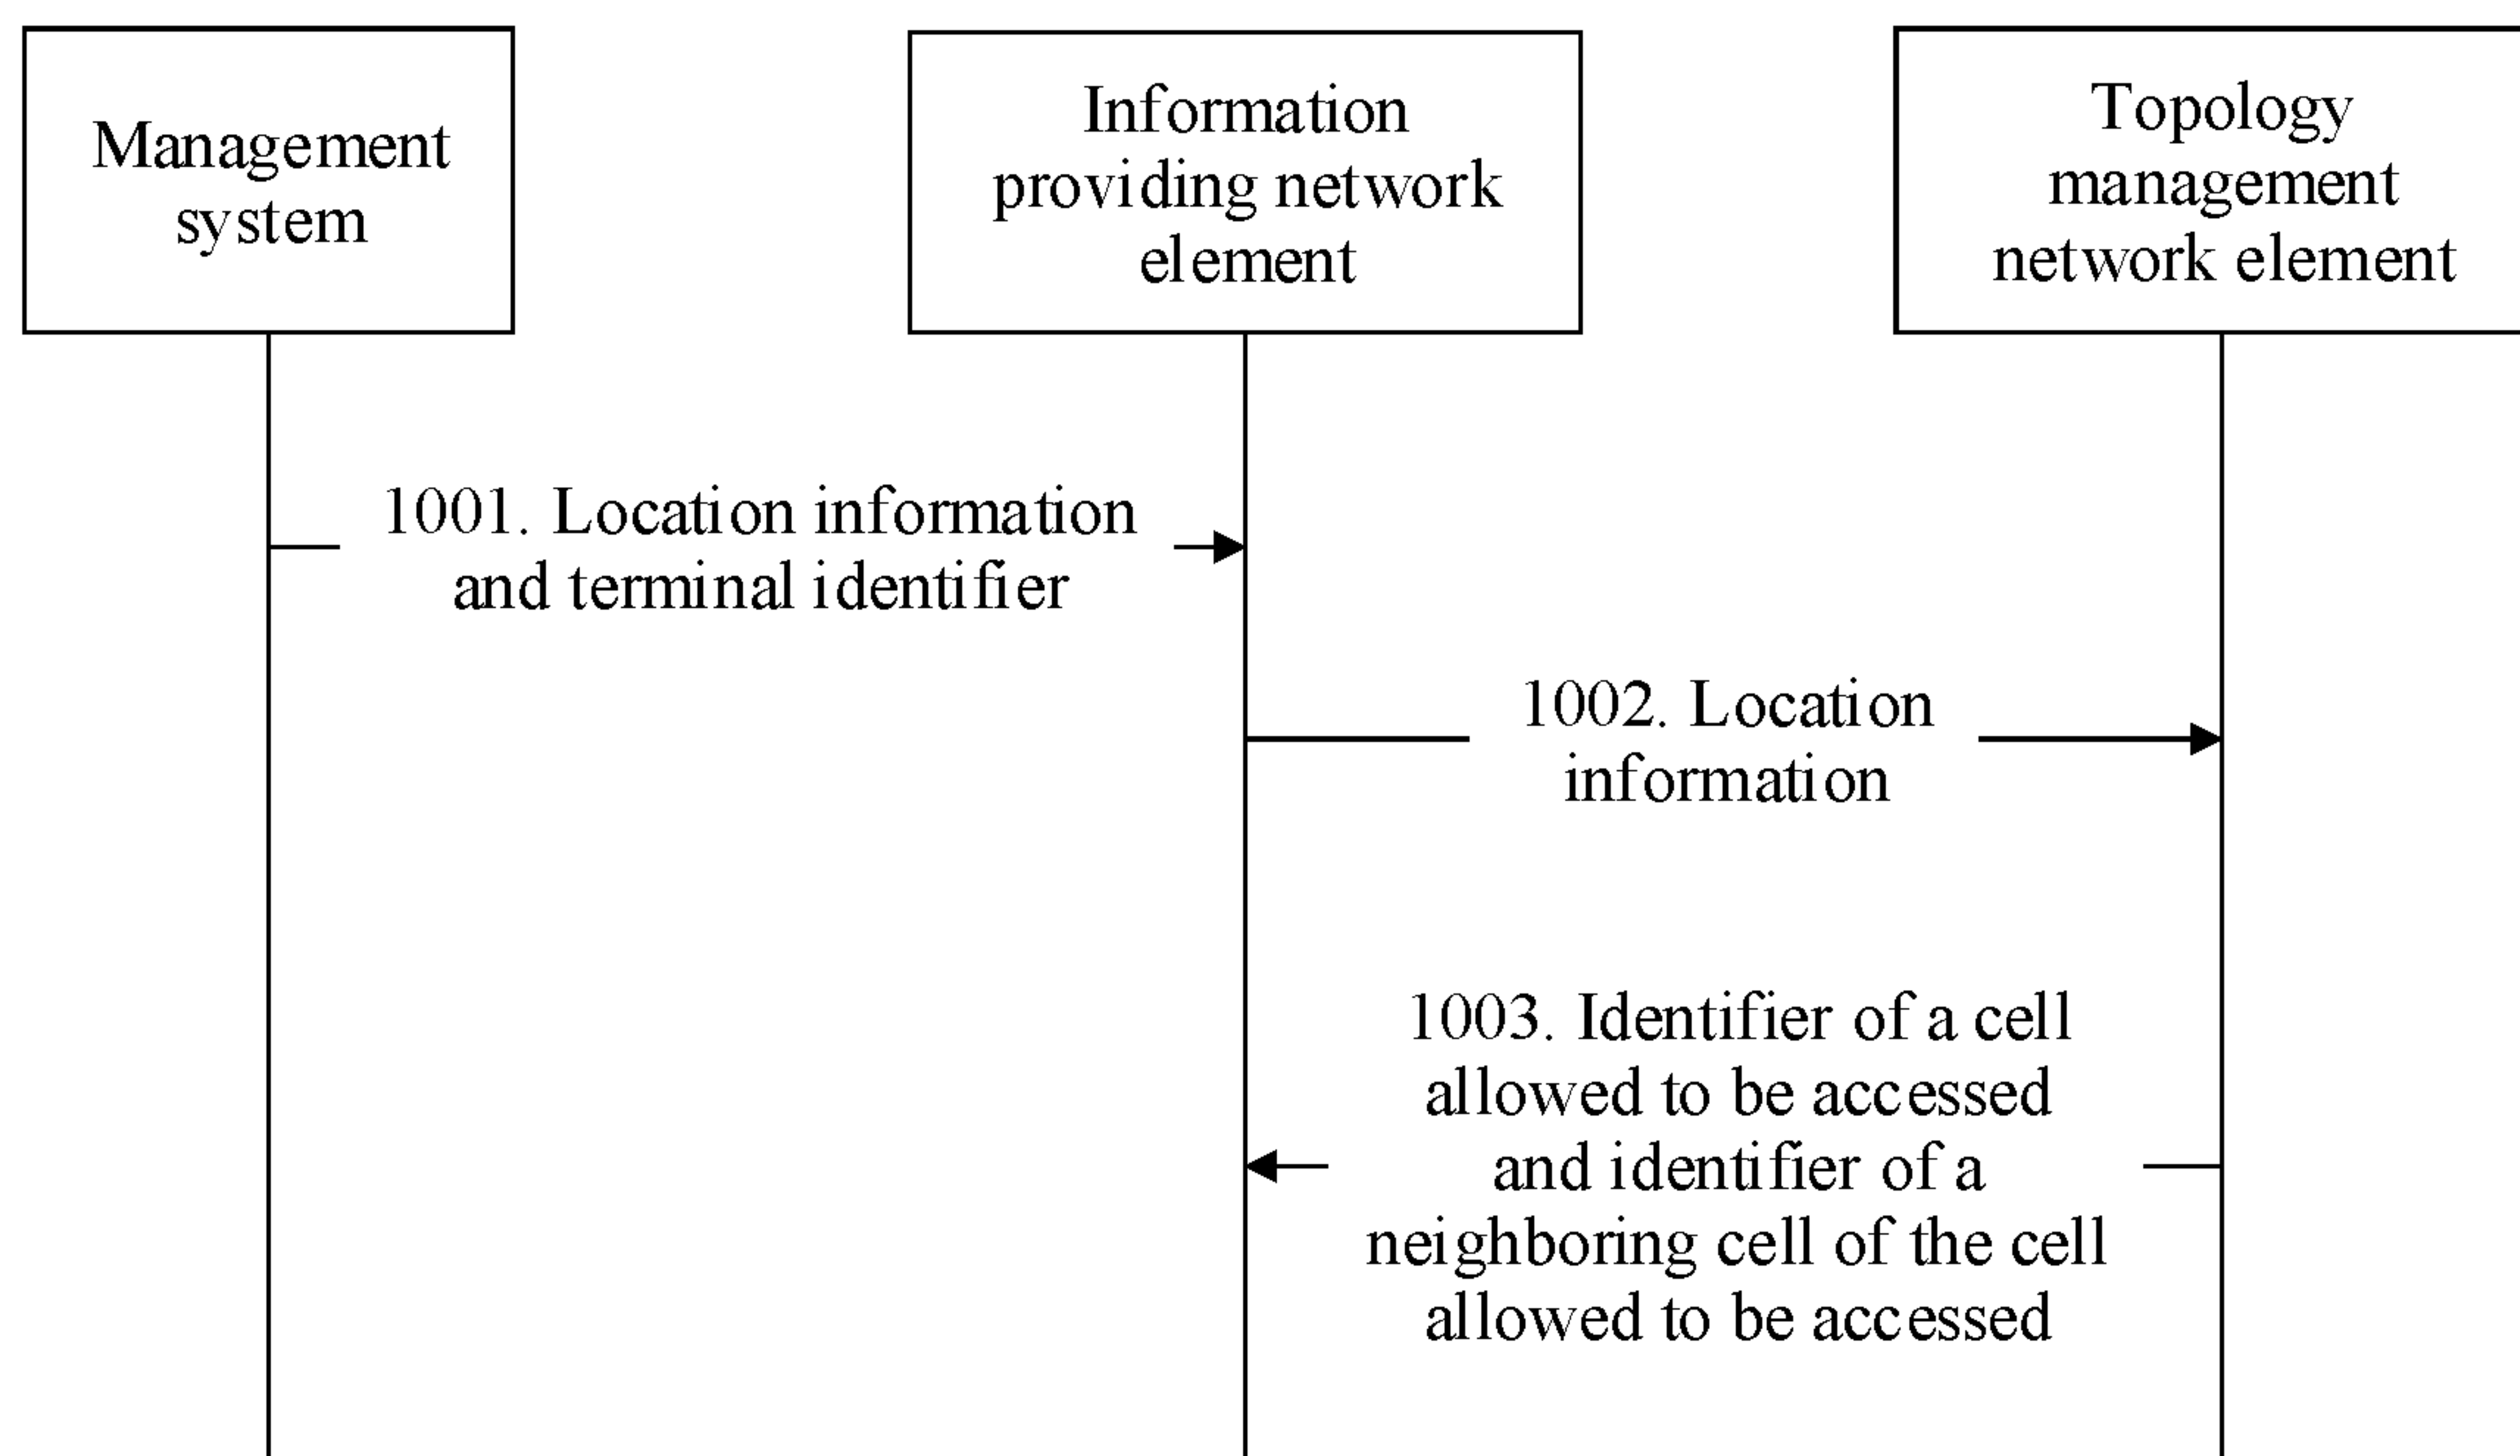 Management
system
Information
providing network
element
Topology
management
network element
1001. Location information
and terminal identifier
1002. Location
information
1003. Identifier of a cell
allowed to be accessed
and identifier of a
neighboring cell of the cell
allowed to be accessed